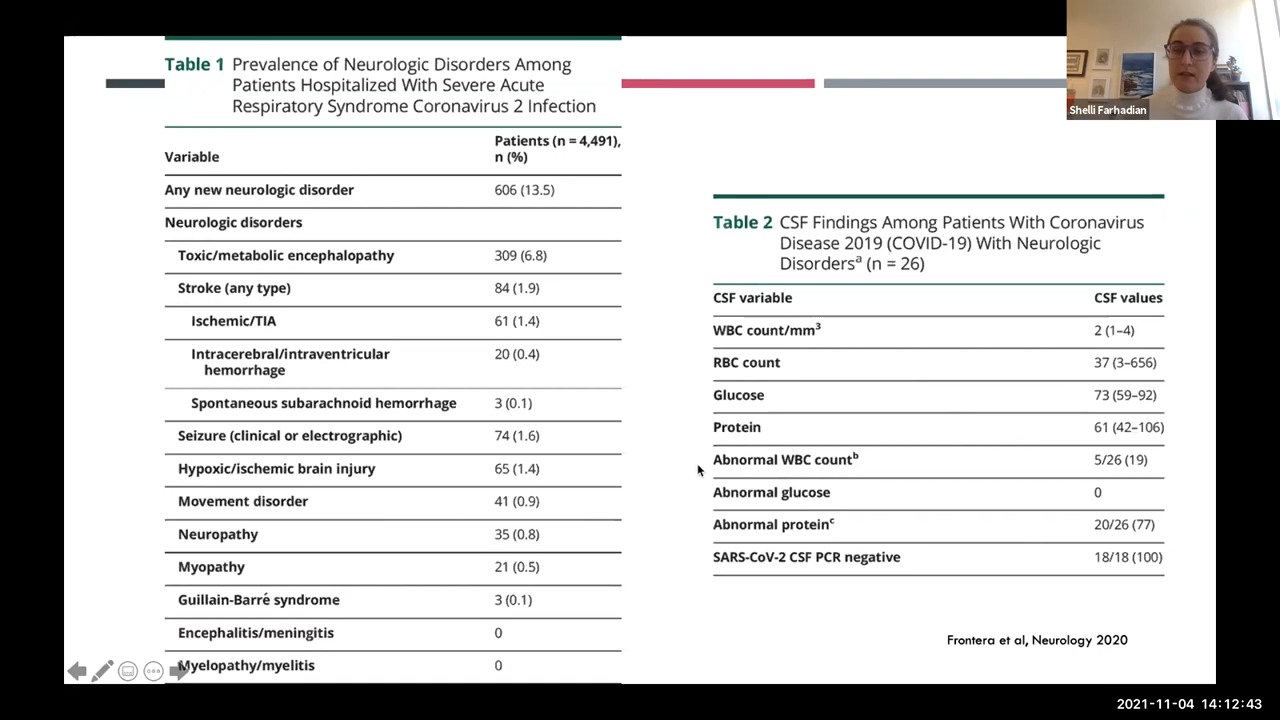 Table 1 Prevalence of Neurologic Disorders Among
Patients Hospitalized With Severe Acute
Respiratory Syndrome Coronavirus 2 Infection
Patients (n = 4,491),
Variable n (%)
Any new neurologic disorder 606 (13.5)
Neurologic disorders
Toxic/metabolic encephalopathy 309 (6.8)
Stroke (any type) 84 (1.9)
Ischemic/TIA 61 (1.4)
Intracerebral/intraventricular 20 (0.4)
hemorrhage
Spontaneous subarachnoid hemorrhage 3 (0.1)
Seizure (clinical or electrographic) 74 (1.6)
Hypoxic/ischemic brain injury 65 (1.4)
Movement disorder 41 (0.9)
Neuropathy 35 (0.8)
Myopathy 21 (0.5)
Guillain-Barré syndrome 3 (0.1)
Encephalitis/meningitis 0
Myelopathy/myelitis 0
Shelli Farhadian
Table 2 CSF Findings Among Patients With Coronavirus
Disease 2019 (COVID-19) With Neurologic
Disordersᵃ (n = 26)
CSF variable CSF values
WBC count/mm³ 2 (1–4)
RBC count 37 (3–656)
Glucose 73 (59–92)
Protein 61 (42–106)
Abnormal WBC countᵇ 5/26 (19)
Abnormal glucose 0
Abnormal proteinᶜ 20/26 (77)
SARS-CoV-2 CSF PCR negative 18/18 (100)
Frontera et al, Neurology 2020
2021-11-04 14:12:43